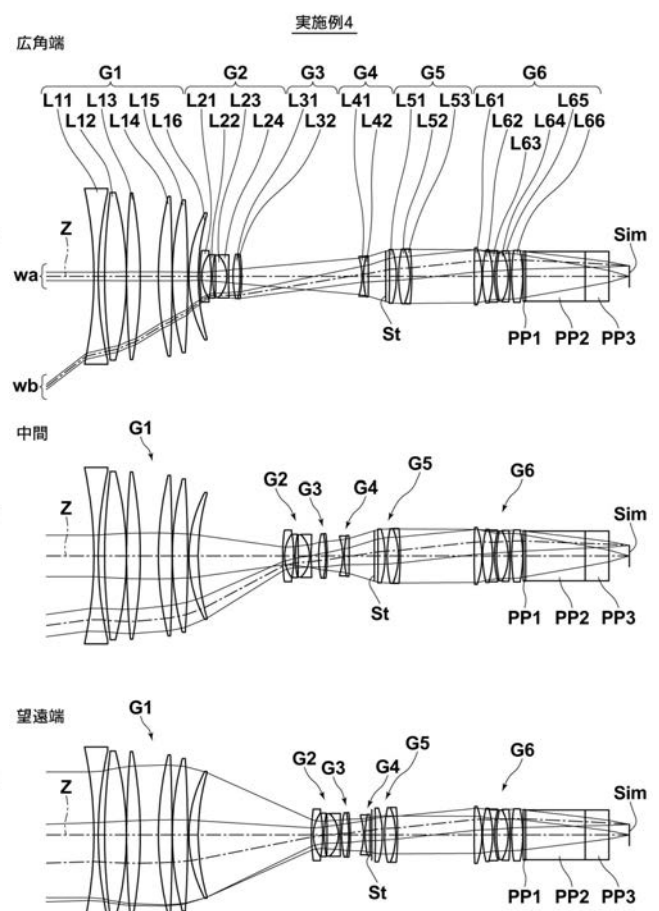 実施例4
広角端
G1 G2 G3 G4 G5 G6
L11 L13 L15 L21 L23 L31 L41 L51 L53 L61 L65
L12 L14 L16 L22 L24 L32 L42 L52 L62 L64 L66
L63
Z
Sim
wa
St
PP1 PP2 PP3
wb
中間
G1
G2 G3 G4 G5 G6
Z
Sim
St
PP1 PP2 PP3
望遠端
G1
G2 G3 G4 G5 G6
Z
Sim
St
PP1 PP2 PP3